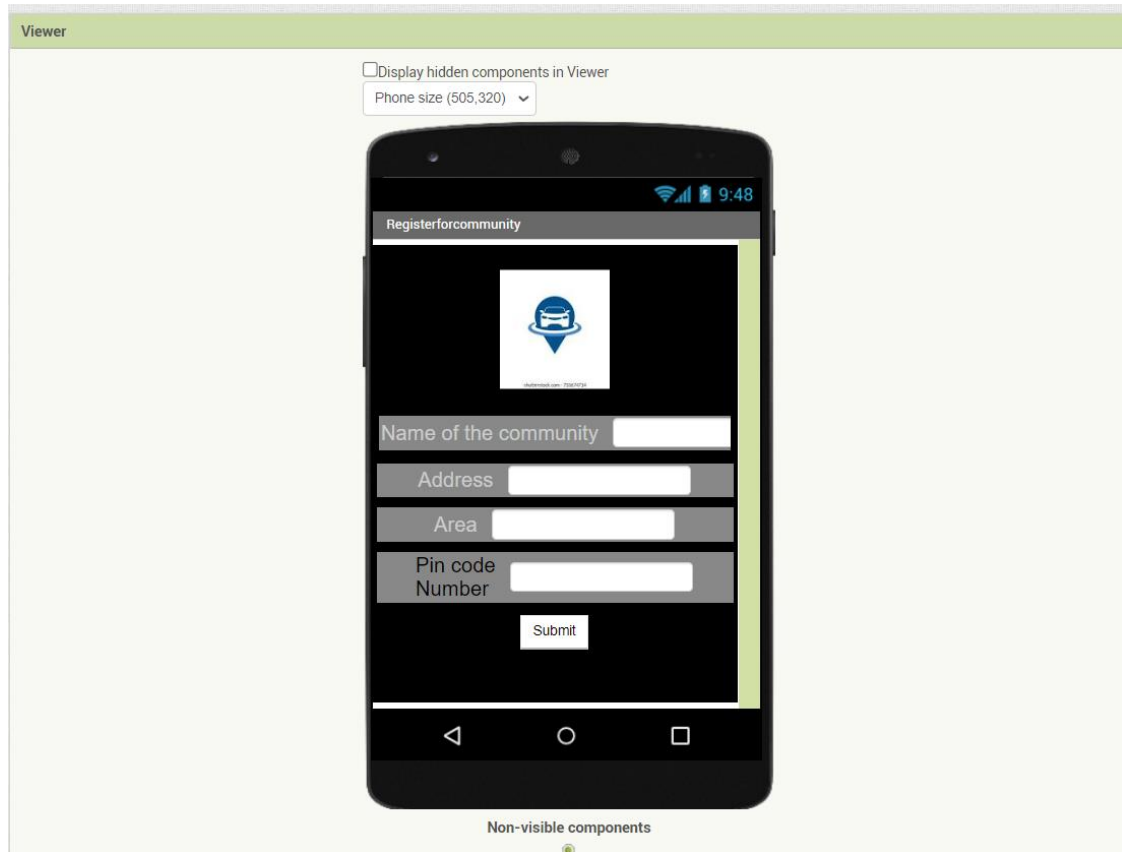 Viewer
Display hidden components in Viewer
Phone size (505,320)
9:48
Registerforcommunity
Name of the community
Address
Area
Pin code
Number
Submit
Non-visible components